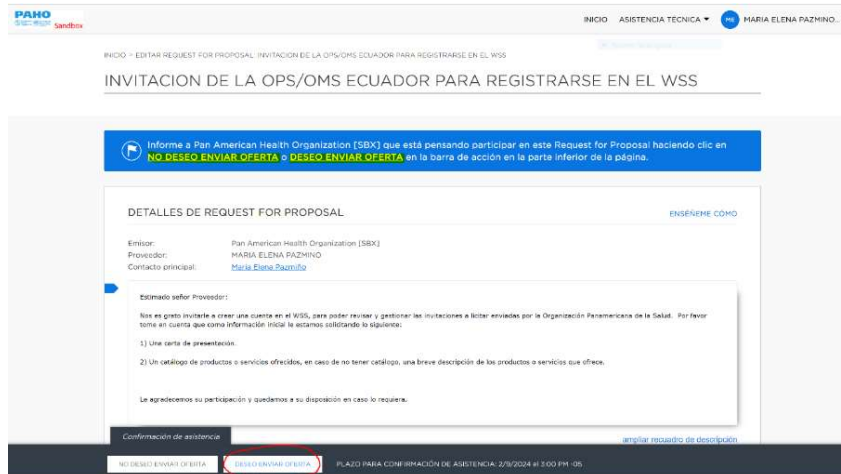 PAHO
Sandbox
INICIO ASISTENCIA TÉCNICA ME MARIA ELENA PAZMINO...
INICIO > EDITAR REQUEST FOR PROPOSAL: INVITACION DE LA OPS/OMS ECUADOR PARA REGISTRARSE EN EL WSS
INVITACION DE LA OPS/OMS ECUADOR PARA REGISTRARSE EN EL WSS
Informe a Pan American Health Organization [SBX] que está pensando participar en este Request for Proposal haciendo clic en
NO DESEO ENVIAR OFERTA o DESEO ENVIAR OFERTA en la barra de acción en la parte inferior de la página.
DETALLES DE REQUEST FOR PROPOSAL
ENSÉÑEME CÓMO
Emisor: Pan American Health Organization [SBX]
Proveedor: MARIA ELENA PAZMINO
Contacto principal: Maria Elena Pazmiño
Estimado señor Proveedor:
Nos es grato invitarle a crear una cuenta en el WSS, para poder revisar y gestionar las invitaciones a licitar enviadas por la Organización Panamericana de la Salud. Por favor
tome en cuenta que como información inicial le estamos solicitando lo siguiente:
1) Una carta de presentación.
2) Un catálogo de productos o servicios ofrecidos, en caso de no tener catálogo, una breve descripción de los productos o servicios que ofrece.
Le agradecemos su participación y quedamos a su disposición en caso lo requiera.
Confirmación de asistencia
ampliar recuadro de descripción
NO DESEO ENVIAR OFERTA DESEO ENVIAR OFERTA PLAZO PARA CONFIRMACIÓN DE ASISTENCIA: 2/9/2024 at 3:00 PM -05